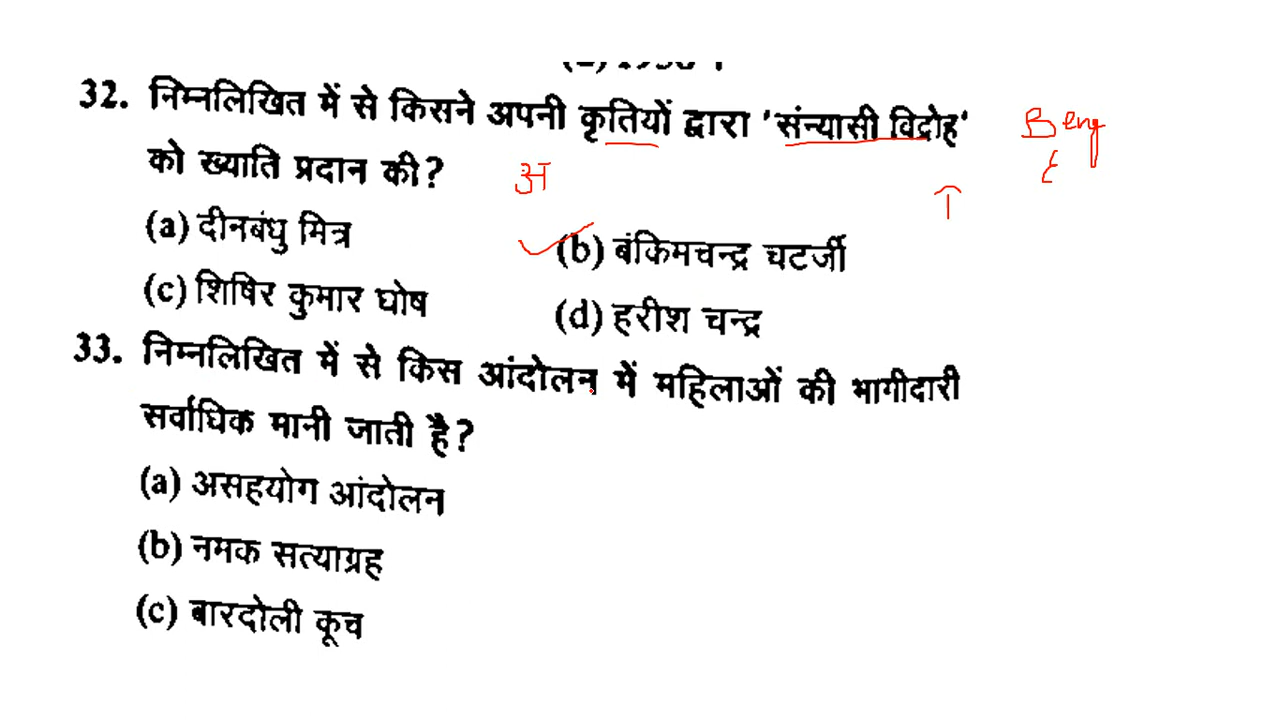 32. निम्नलिखित में से किसने अपनी कृतियों द्वारा 'संन्यासी विद्रोह' Beng
को ख्याति प्रदान की? अ
(a) दीनबंधु मित्र
(b) बंकिमचन्द्र चटर्जी
(c) शिषिर कुमार घोष
(d) हरीश चन्द्र
33. निम्नलिखित में से किस आंदोलन में महिलाओं की भागीदारी
सर्वाधिक मानी जाती है?
(a) असहयोग आंदोलन
(b) नमक सत्याग्रह
(c) बारदोली कूच